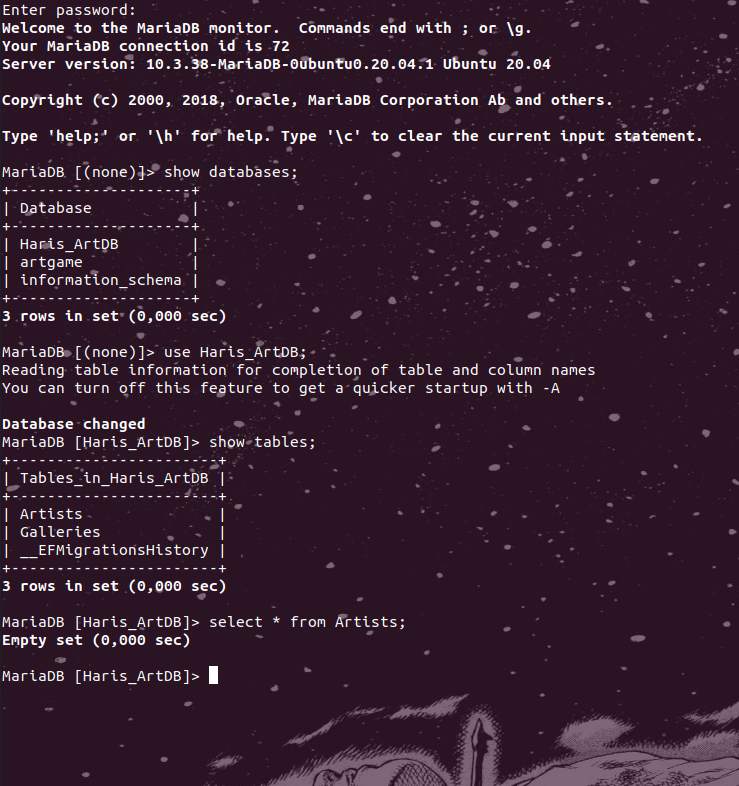 Enter password:
Welcome to the MariaDB monitor.  Commands end with ; or \g.
Your MariaDB connection id is 72
Server version: 10.3.38-MariaDB-0ubuntu0.20.04.1 Ubuntu 20.04
Copyright (c) 2000, 2018, Oracle, MariaDB Corporation Ab and others.
Type 'help;' or '\h' for help. Type '\c' to clear the current input statement.
MariaDB [(none)]> show databases;
+--------------------+
| Database           |
+--------------------+
| Haris_ArtDB        |
| artgame            |
| information_schema |
+--------------------+
3 rows in set (0,000 sec)
MariaDB [(none)]> use Haris_ArtDB;
Reading table information for completion of table and column names
You can turn off this feature to get a quicker startup with -A
Database changed
MariaDB [Haris_ArtDB]> show tables;
+-----------------------+
| Tables_in_Haris_ArtDB |
+-----------------------+
| Artists               |
| Galleries             |
| __EFMigrationsHistory |
+-----------------------+
3 rows in set (0,000 sec)
MariaDB [Haris_ArtDB]> select * from Artists;
Empty set (0,000 sec)
MariaDB [Haris_ArtDB]>